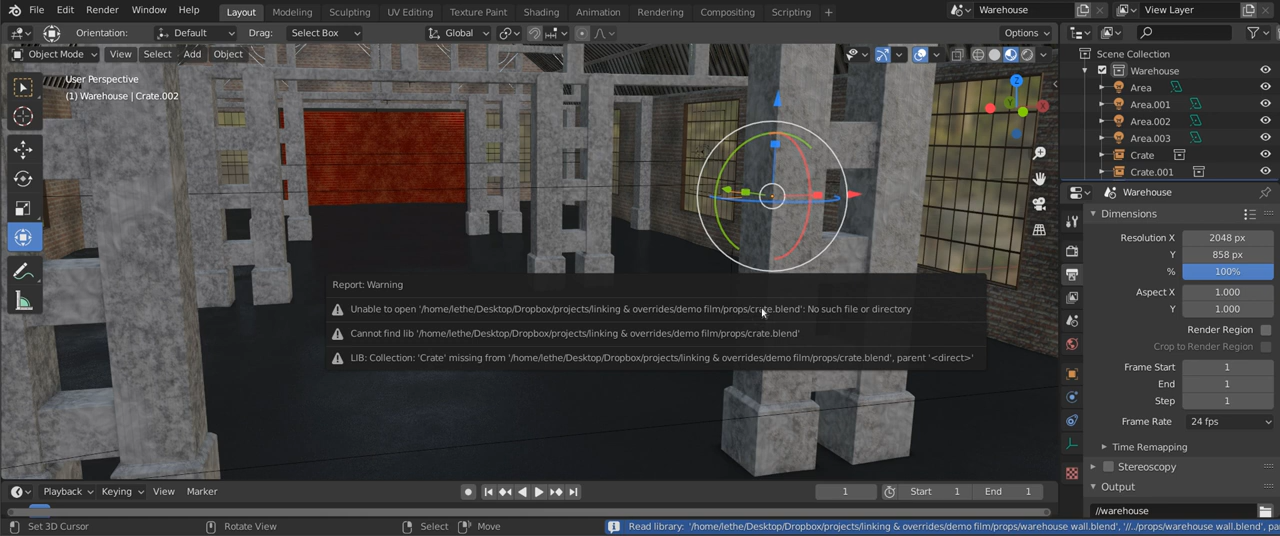 File Edit Render Window Help Layout Modeling Sculpting UV Editing Texture Paint Shading Animation Rendering Compositing Scripting + Warehouse View Layer
Orientation: Default Drag: Select Box Global Options
Object Mode View Select Add Object
User Perspective
(1) Warehouse | Crate.002
Scene Collection
Warehouse
Area
Area.001
Area.002
Area.003
Crate
Crate.001
Warehouse
Dimensions
Resolution X 2048 px
Y 858 px
% 100%
Aspect X 1.000
Y 1.000
Render Region
Crop to Render Region
Frame Start 1
End 1
Step 1
Frame Rate 24 fps
Time Remapping
Stereoscopy
Output
//warehouse
Report: Warning
Unable to open '/home/lethe/Desktop/Dropbox/projects/linking & overrides/demo film/props/crate.blend': No such file or directory
Cannot find lib '/home/lethe/Desktop/Dropbox/projects/linking & overrides/demo film/props/crate.blend'
LIB: Collection: 'Crate' missing from '/home/lethe/Desktop/Dropbox/projects/linking & overrides/demo film/props/crate.blend', parent '<direct>'
Playback Keying View Marker 1 Start 1 End 1
Set 3D Cursor Rotate View Select Move Read library: '/home/lethe/Desktop/Dropbox/projects/linking & overrides/demo film/props/warehouse wall.blend', '//../props/warehouse wall.blend', pa